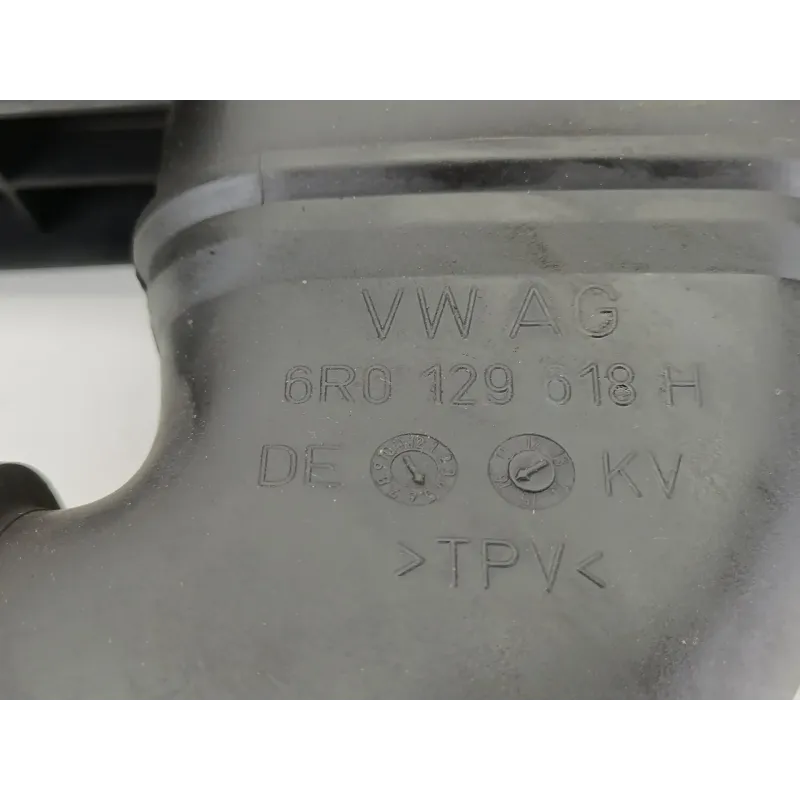 VW AG
6R0 129 618 H
DE KV
>TPV<